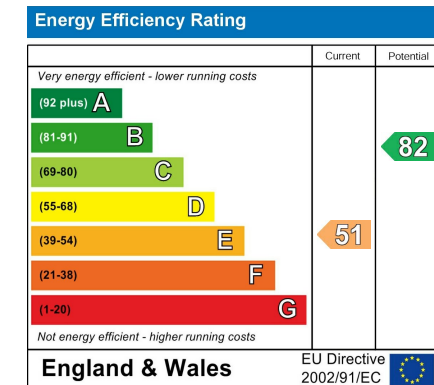 Energy Efficiency Rating
Current Potential
Very energy efficient - lower running costs
(92 plus) A
(81-91) B
82
(69-80) C
(55-68) D
(39-54) E
51
(21-38) F
(1-20) G
Not energy efficient - higher running costs
England & Wales
EU Directive
2002/91/EC